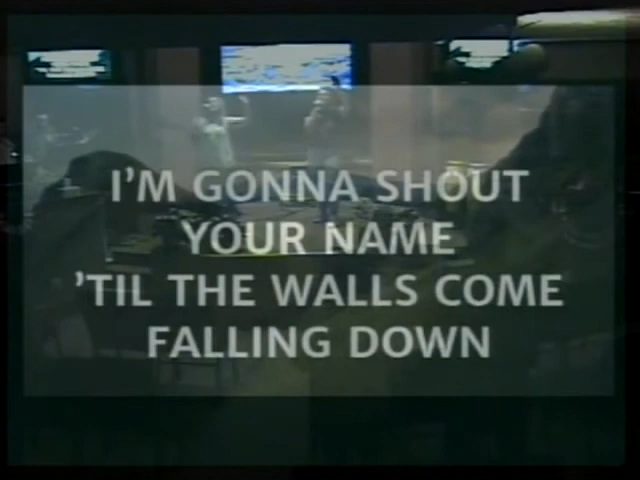 I'M GONNA SHOUT
YOUR NAME
'TIL THE WALLS COME
FALLING DOWN